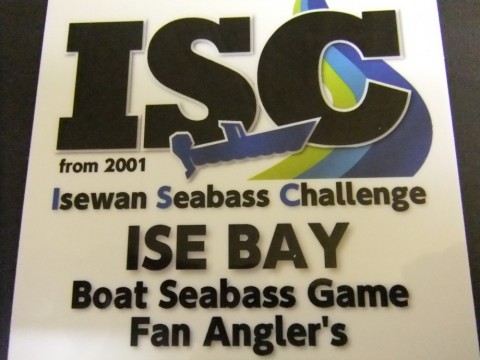 ISC
from 2001
Isewan Seabass Challenge
ISE BAY
Boat Seabass Game
Fan Angler's